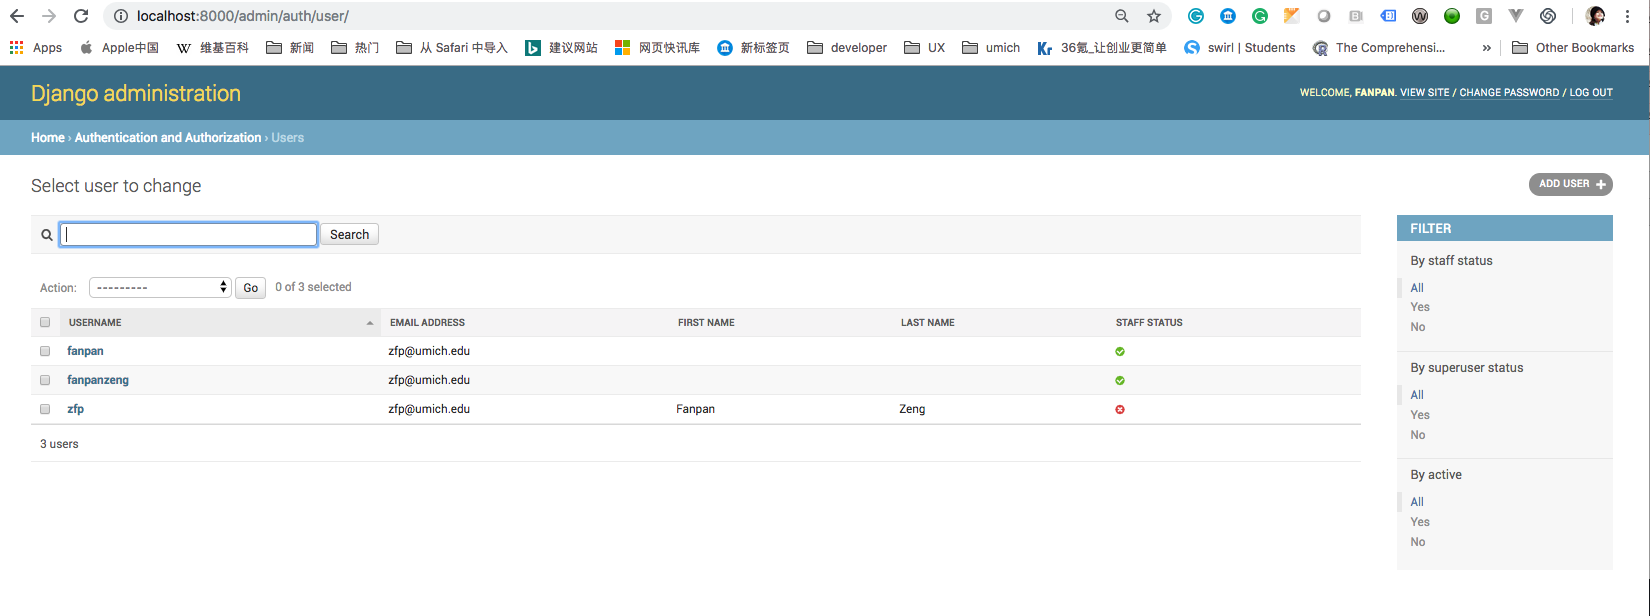 localhost:8000/admin/auth/user/
Apps Apple中国 维基百科 新闻 热门 从 Safari 中导入 建议网站 网页快讯库 新标签页 developer UX umich 36氪_让创业更简单 swirl | Students The Comprehensi... » Other Bookmarks
Django administration
WELCOME, FANPAN. VIEW SITE / CHANGE PASSWORD / LOG OUT
Home › Authentication and Authorization › Users
Select user to change
ADD USER +
Search
Action: --------- Go 0 of 3 selected
USERNAME EMAIL ADDRESS FIRST NAME LAST NAME STAFF STATUS
fanpan zfp@umich.edu
fanpanzeng zfp@umich.edu
zfp zfp@umich.edu Fanpan Zeng
3 users
FILTER
By staff status
All
Yes
No
By superuser status
All
Yes
No
By active
All
Yes
No